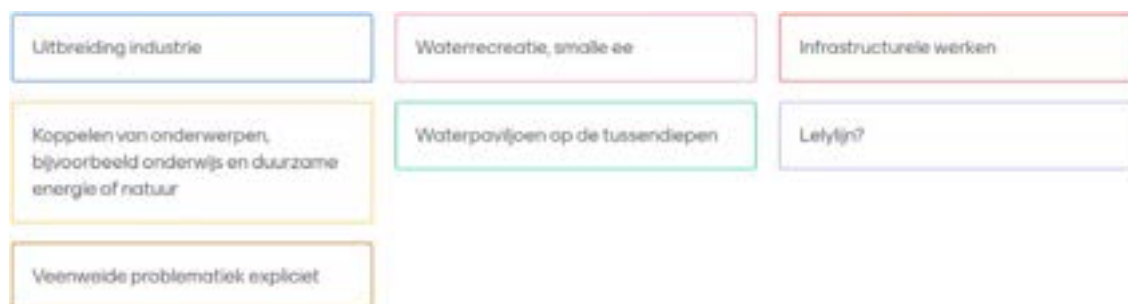 Uitbreiding industrie
Waterrecreatie, smalle ee
Infrastructurele werken
Koppelen van onderwerpen,
bijvoorbeeld onderwijs en duurzame
energie of natuur
Waterpaviljoen op de tussendiepen
Lelylijn?
Veenweide problematiek expliciet